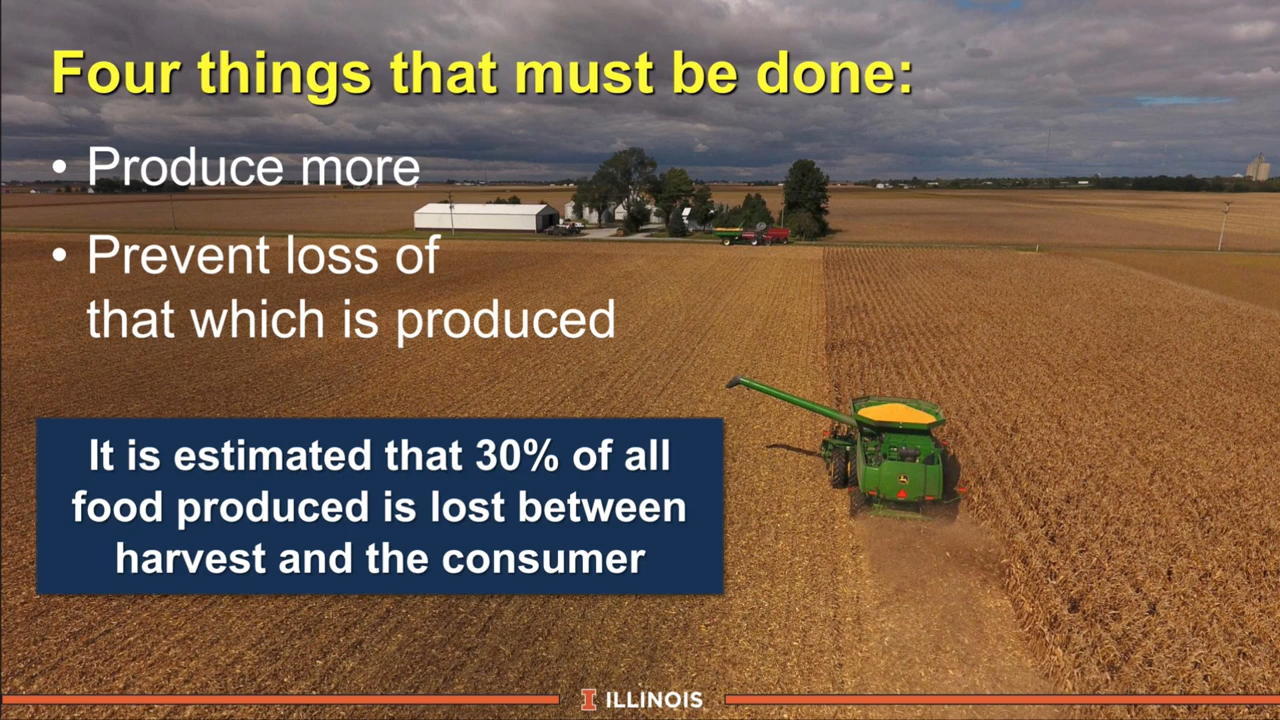 Four things that must be done:
• Produce more
• Prevent loss of
that which is produced
It is estimated that 30% of all
food produced is lost between
harvest and the consumer
I ILLINOIS